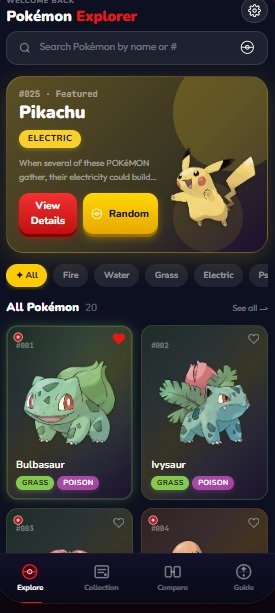 WELCOME BACK
Pokémon Explorer
Search Pokémon by name or #
#025 · Featured
Pikachu
ELECTRIC
When several of these POKéMON
gather, their electricity could build...
View
Details
Random
✦ All
Fire
Water
Grass
Electric
Ps
All Pokémon 20
See all →
#001
#002
Bulbasaur
GRASS POISON
Ivysaur
GRASS POISON
#003
#004
Explore
Collection
Compare
Guide